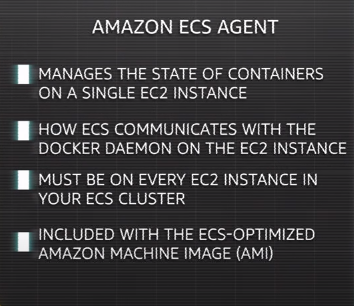 AMAZON ECS AGENT
MANAGES THE STATE OF CONTAINERS
ON A SINGLE EC2 INSTANCE
HOW ECS COMMUNICATES WITH THE
DOCKER DAEMON ON THE EC2 INSTANCE
MUST BE ON EVERY EC2 INSTANCE IN
YOUR ECS CLUSTER
INCLUDED WITH THE ECS-OPTIMIZED
AMAZON MACHINE IMAGE (AMI)